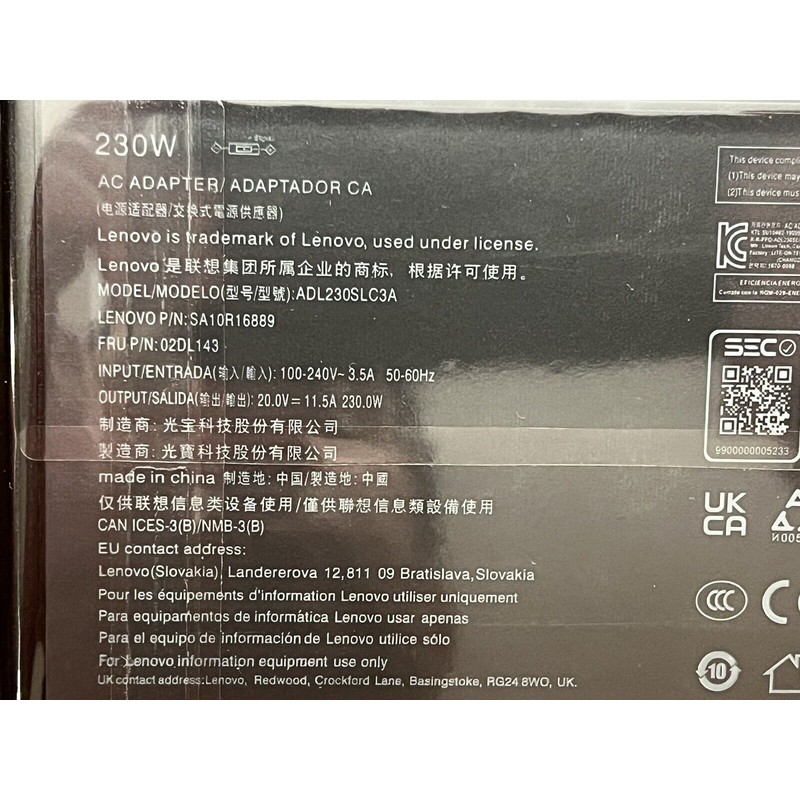 230W
AC ADAPTER/ ADAPTADOR CA
(电源适配器/交換式電源供應器)
Lenovo is trademark of Lenovo, used under license.
Lenovo 是联想集团所属企业的商标，根据许可使用。
MODEL/MODELO(型号/型號):ADL230SLC3A
LENOVO P/N: SA10R16889
FRU P/N: 02DL143
INPUT/ENTRADA(输入/輸入): 100-240V~ 3.5A 50-60Hz
OUTPUT/SALIDA(输出/輸出): 20.0V⎓11.5A 230.0W
制造商: 光宝科技股份有限公司
製造商: 光寶科技股份有限公司
made in china 制造地: 中国/製造地: 中國
仅供联想信息类设备使用/僅供聯想信息類設備使用
CAN ICES-3(B)/NMB-3(B)
EU contact address:
Lenovo(Slovakia), Landererova 12,811 09 Bratislava,Slovakia
Pour les équipements d'information Lenovo utiliser uniquement
Para equipamentos de informática Lenovo usar apenas
Para el equipo de información de Lenovo utilice sólo
For Lenovo information equipment use only
UK contact address:Lenovo, Redwood, Crockford Lane, Basingstoke, RG24 8WO, UK.
This device compli
(1)This device may
(2)This device must
EFICIENCIA ENERG
SEC
9900000005233
UK
CA
CCC
10